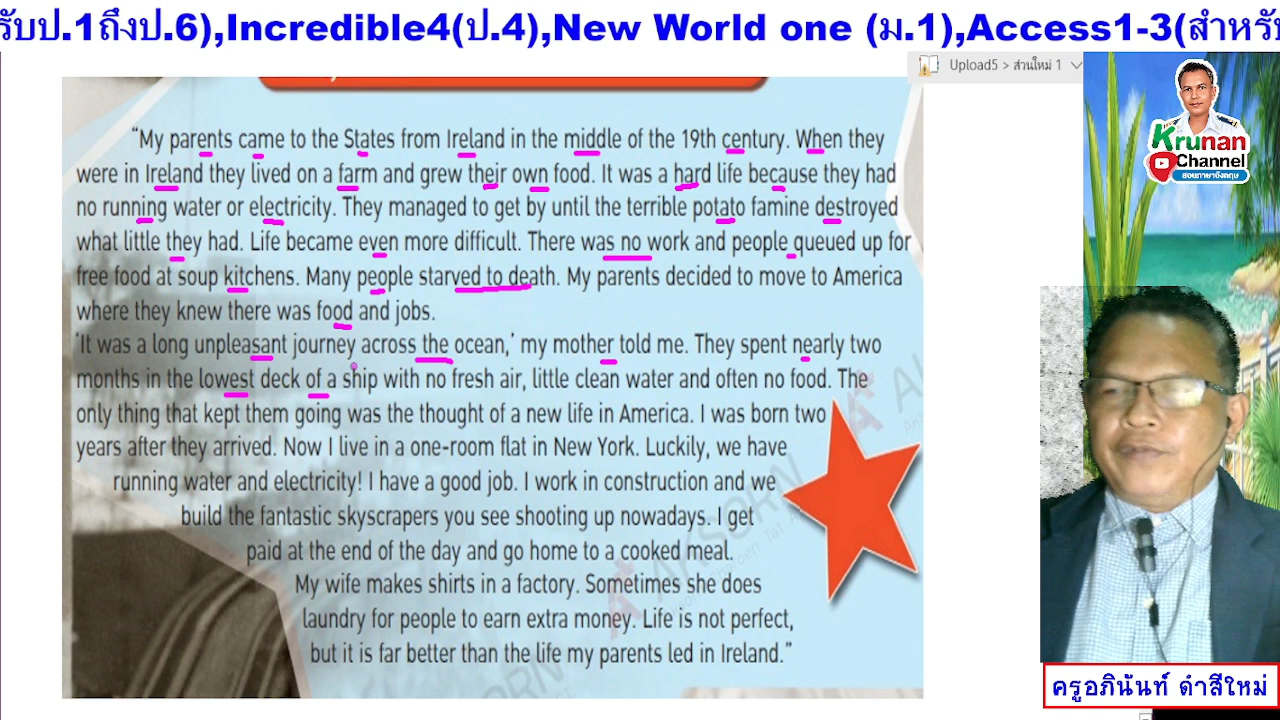 รับป.1ถึงป.6),Incredible4(ป.4),New World one (ม.1),Access1-3(สำหรับ
Upload5 > ส่วนใหม่ 1
Krunan
Channel
สอนภาษาอังกฤษ
“My parents came to the States from Ireland in the middle of the 19th century. When they
were in Ireland they lived on a farm and grew their own food. It was a hard life because they had
no running water or electricity. They managed to get by until the terrible potato famine destroyed
what little they had. Life became even more difficult. There was no work and people queued up for
free food at soup kitchens. Many people starved to death. My parents decided to move to America
where they knew there was food and jobs.
‘It was a long unpleasant journey across the ocean,’ my mother told me. They spent nearly two
months in the lowest deck of a ship with no fresh air, little clean water and often no food. The
only thing that kept them going was the thought of a new life in America. I was born two
years after they arrived. Now I live in a one-room flat in New York. Luckily, we have
running water and electricity! I have a good job. I work in construction and we
build the fantastic skyscrapers you see shooting up nowadays. I get
paid at the end of the day and go home to a cooked meal.
My wife makes shirts in a factory. Sometimes she does
laundry for people to earn extra money. Life is not perfect,
but it is far better than the life my parents led in Ireland.”
ครูอภินันท์ ดำสีใหม่